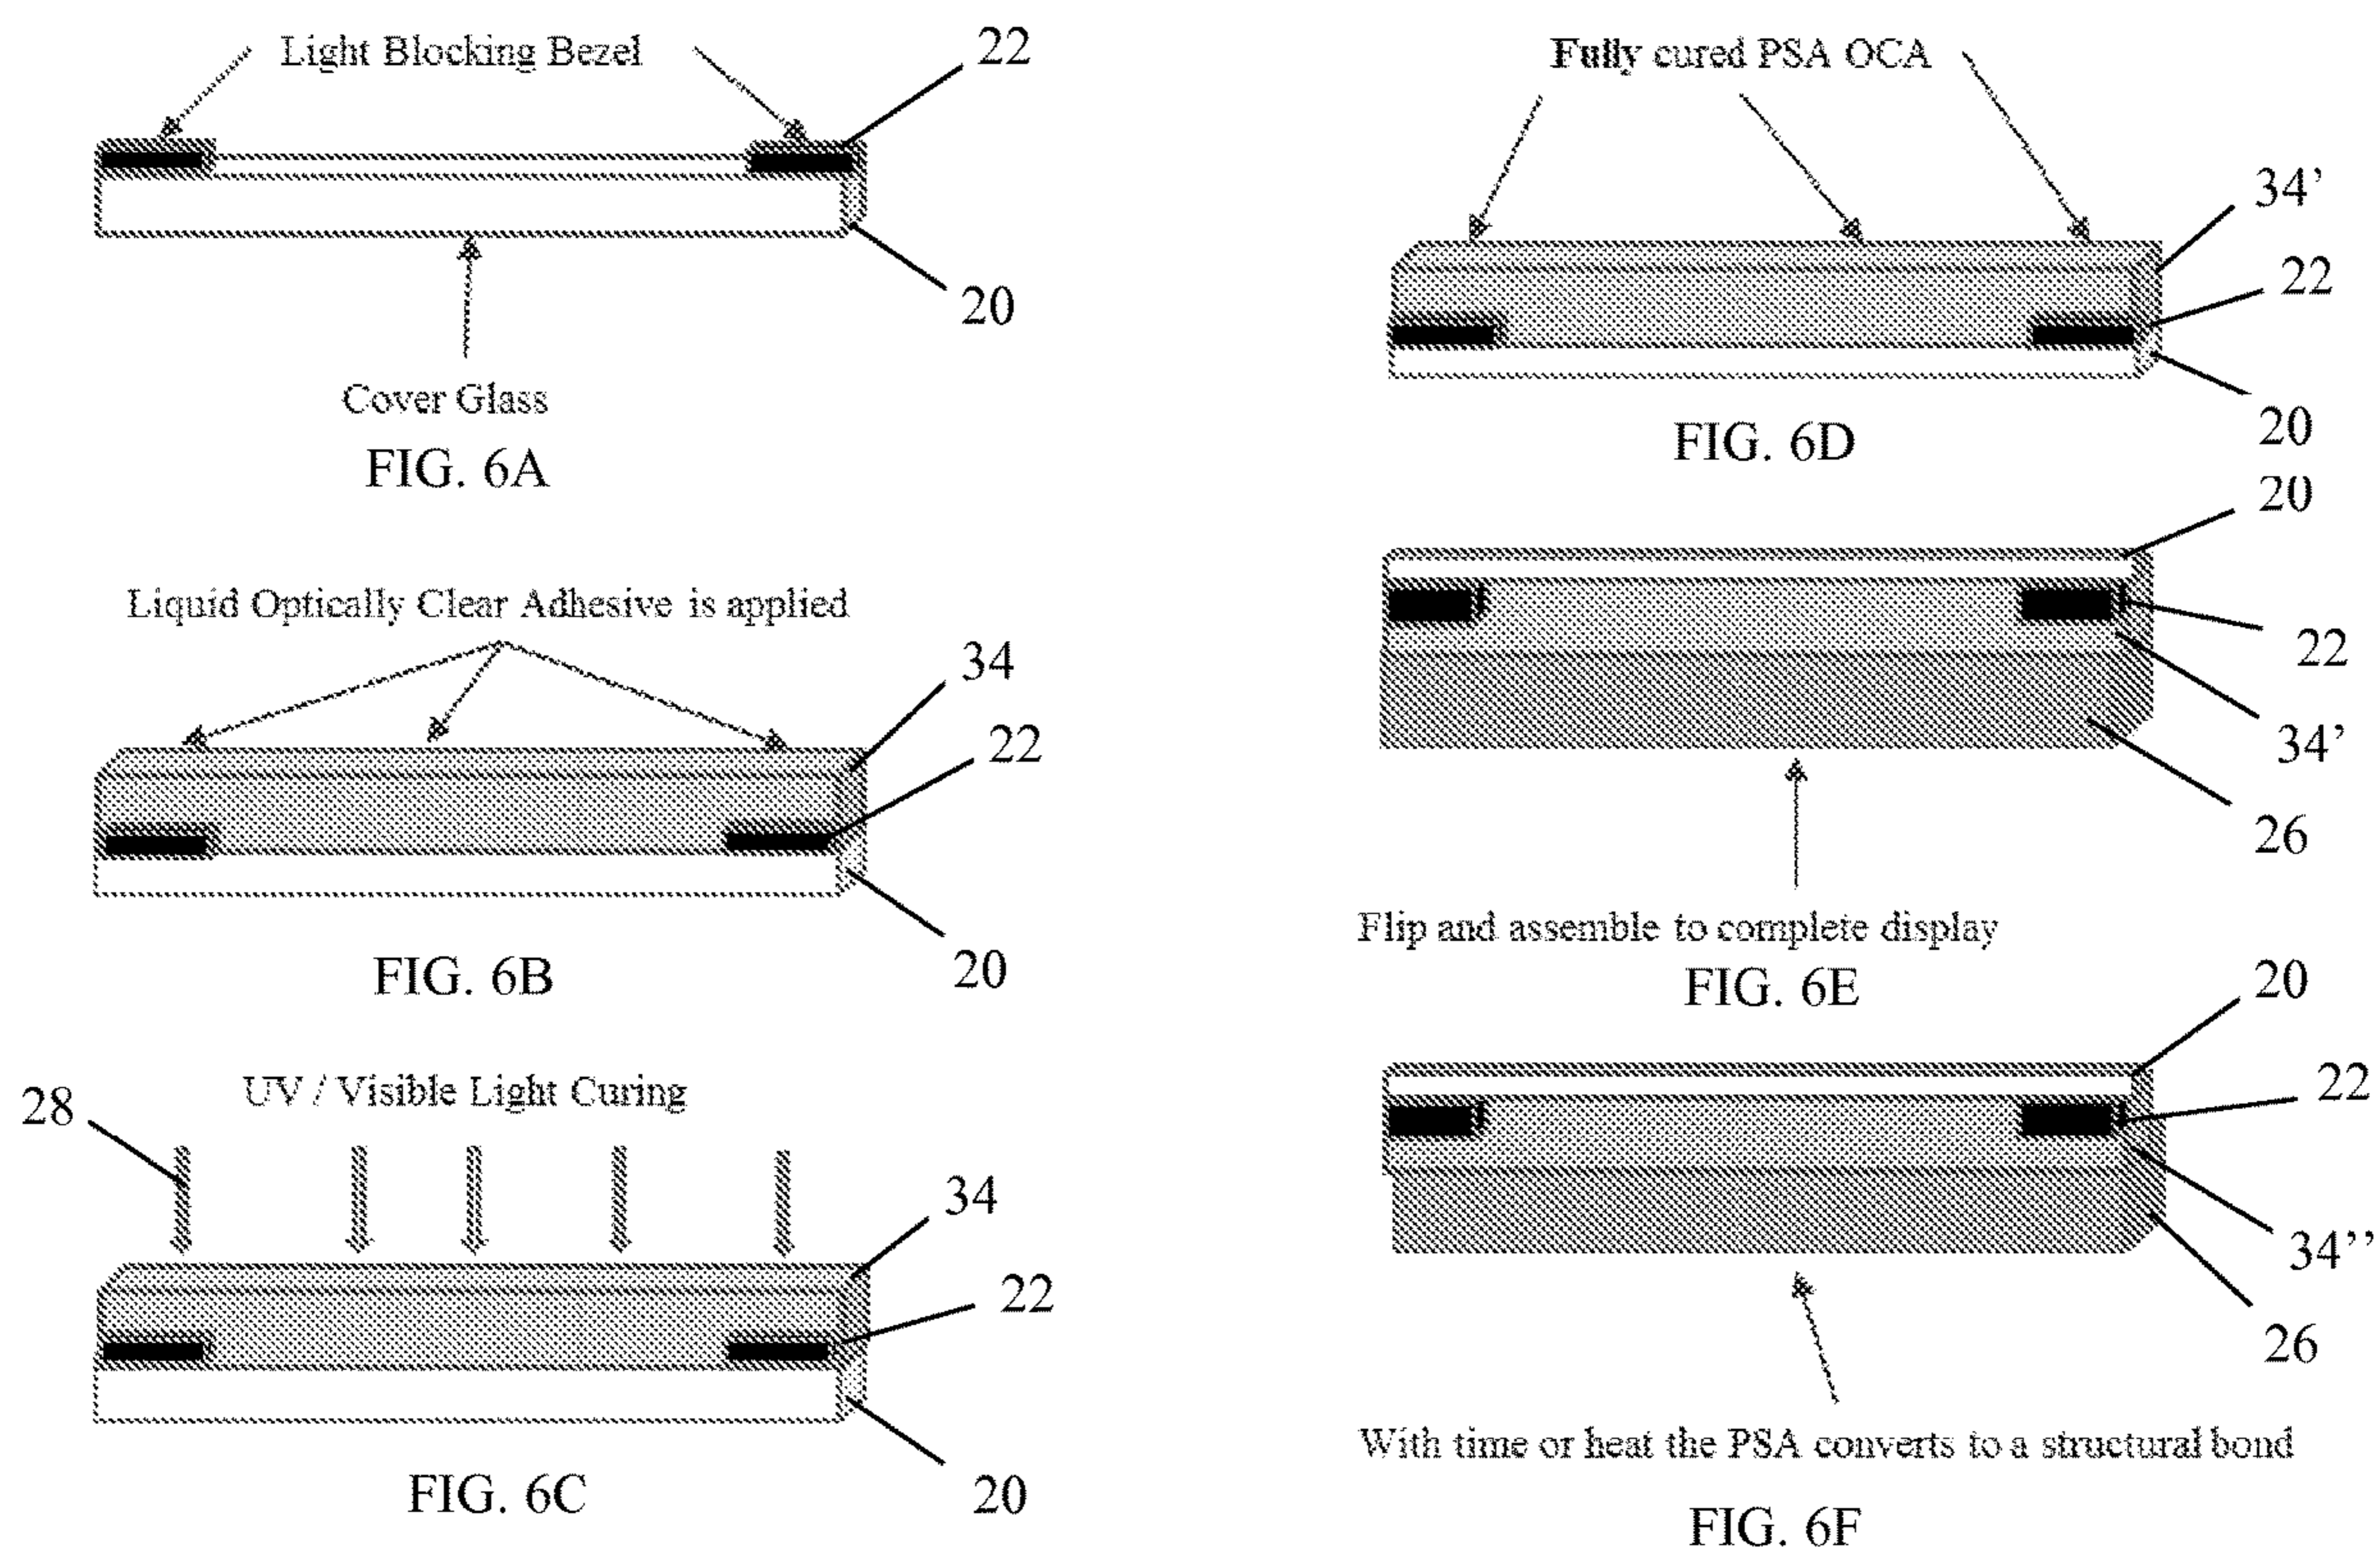 Light Blocking Bezel
22
20
Cover Glass
FIG. 6A
Liquid Optically Clear Adhesive is applied
34
22
20
FIG. 6B
UV / Visible Light Curing
28
34
22
20
FIG. 6C
Fully cured PSA OCA
34’
22
20
FIG. 6D
20
22
34’
26
Flip and assemble to complete display
FIG. 6E
20
22
34’’
26
With time or heat the PSA converts to a structural bond
FIG. 6F